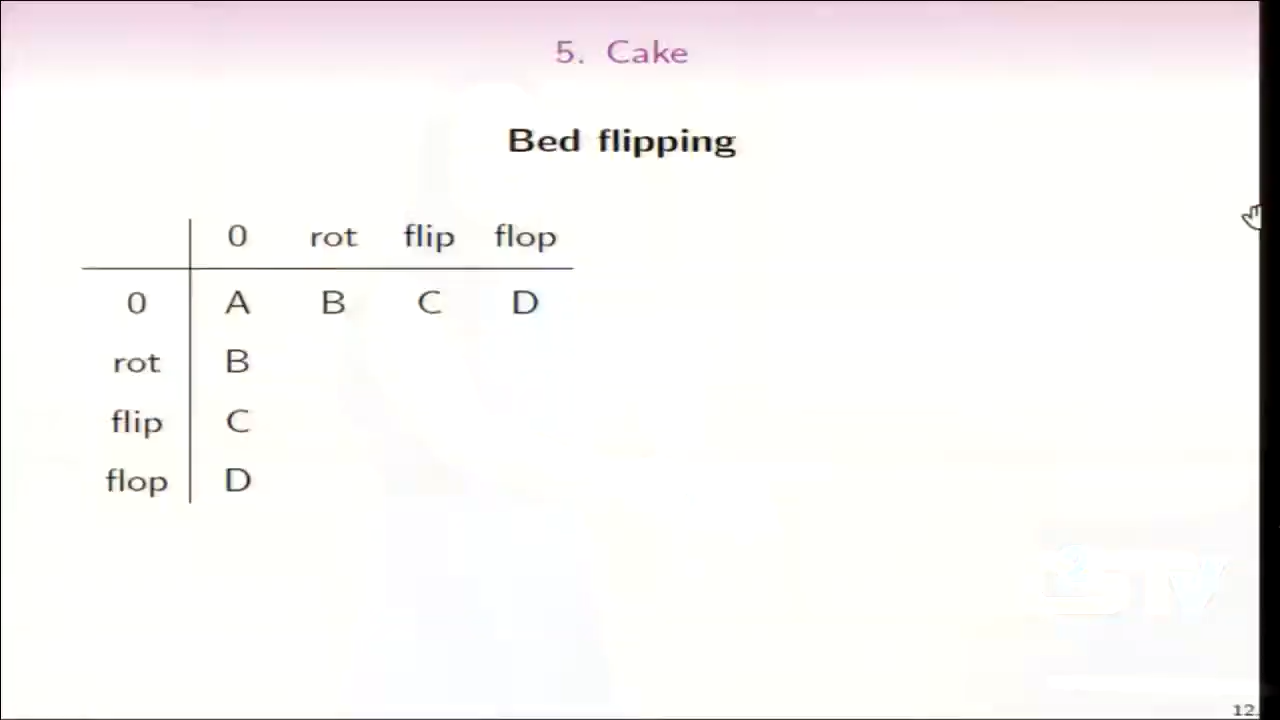 5. Cake
Bed flipping
0 rot flip flop
0 A B C D
rot B
flip C
flop D
12